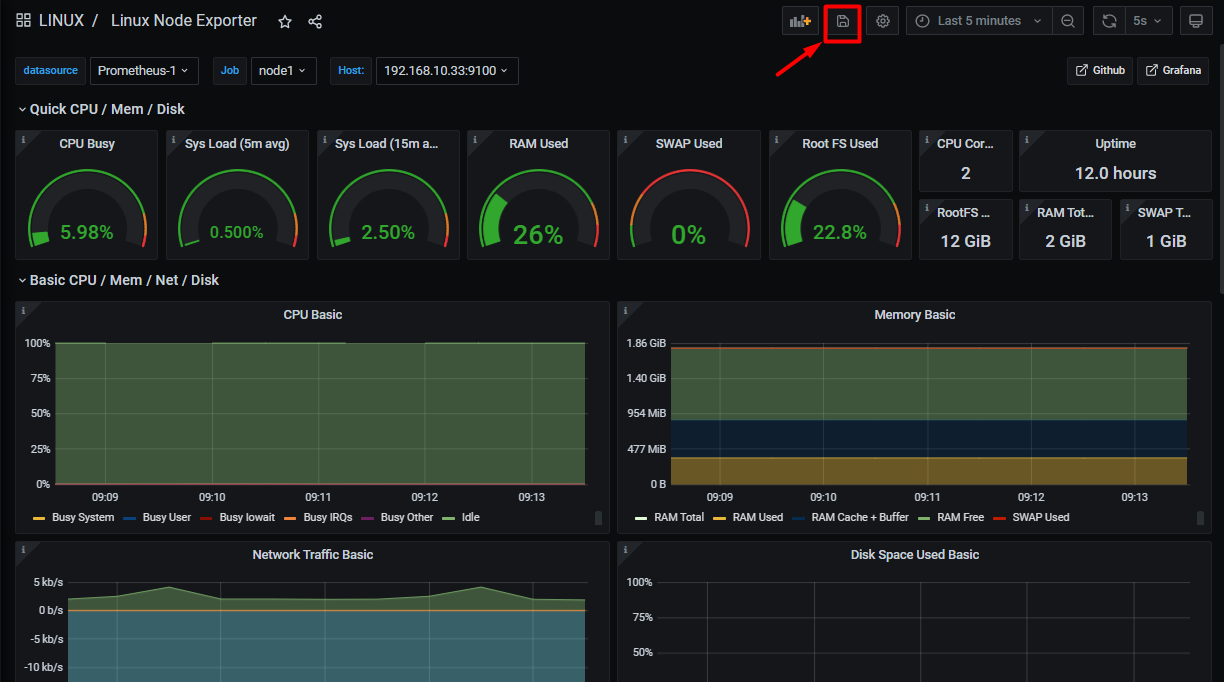 LINUX / Linux Node Exporter
Last 5 minutes
5s
datasource Prometheus-1 Job node1 Host: 192.168.10.33:9100 Github Grafana
Quick CPU / Mem / Disk
CPU Busy
5.98%
Sys Load (5m avg)
0.500%
Sys Load (15m a...
2.50%
RAM Used
26%
SWAP Used
0%
Root FS Used
22.8%
CPU Cor...
2
Uptime
12.0 hours
RootFS ...
12 GiB
RAM Tot...
2 GiB
SWAP T...
1 GiB
Basic CPU / Mem / Net / Disk
CPU Basic
100%
75%
50%
25%
0%
09:09 09:10 09:11 09:12 09:13
Busy System Busy User Busy Iowait Busy IRQs Busy Other Idle
Memory Basic
1.86 GiB
1.40 GiB
954 MiB
477 MiB
0 B
09:09 09:10 09:11 09:12 09:13
RAM Total RAM Used RAM Cache + Buffer RAM Free SWAP Used
Network Traffic Basic
5 kb/s
0 b/s
-5 kb/s
-10 kb/s
Disk Space Used Basic
100%
75%
50%